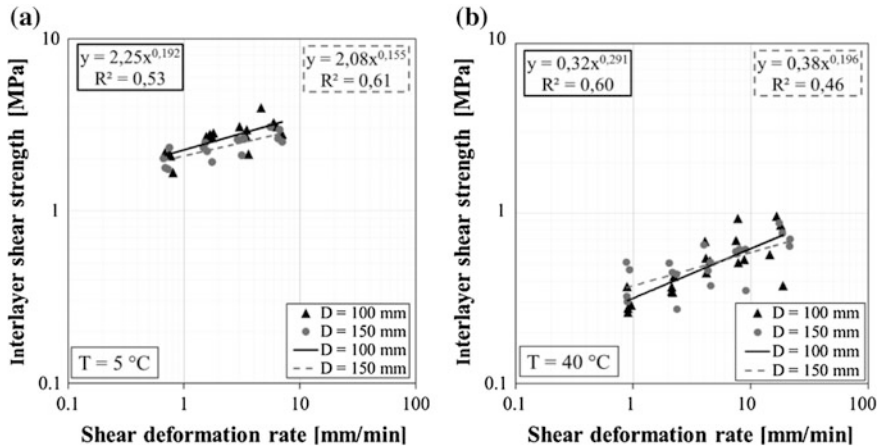 (a)
10
y = 2,25x^0,192
R² = 0,53
y = 2,08x^0,155
R² = 0,61
Interlayer shear strength [MPa]
1
D = 100 mm
D = 150 mm
D = 100 mm
D = 150 mm
T = 5 °C
0.1
0.1 1 10 100
Shear deformation rate [mm/min]
(b)
10
y = 0,32x^0,291
R² = 0,60
y = 0,38x^0,196
R² = 0,46
Interlayer shear strength [MPa]
1
D = 100 mm
D = 150 mm
D = 100 mm
D = 150 mm
T = 40 °C
0.1
0.1 1 10 100
Shear deformation rate [mm/min]